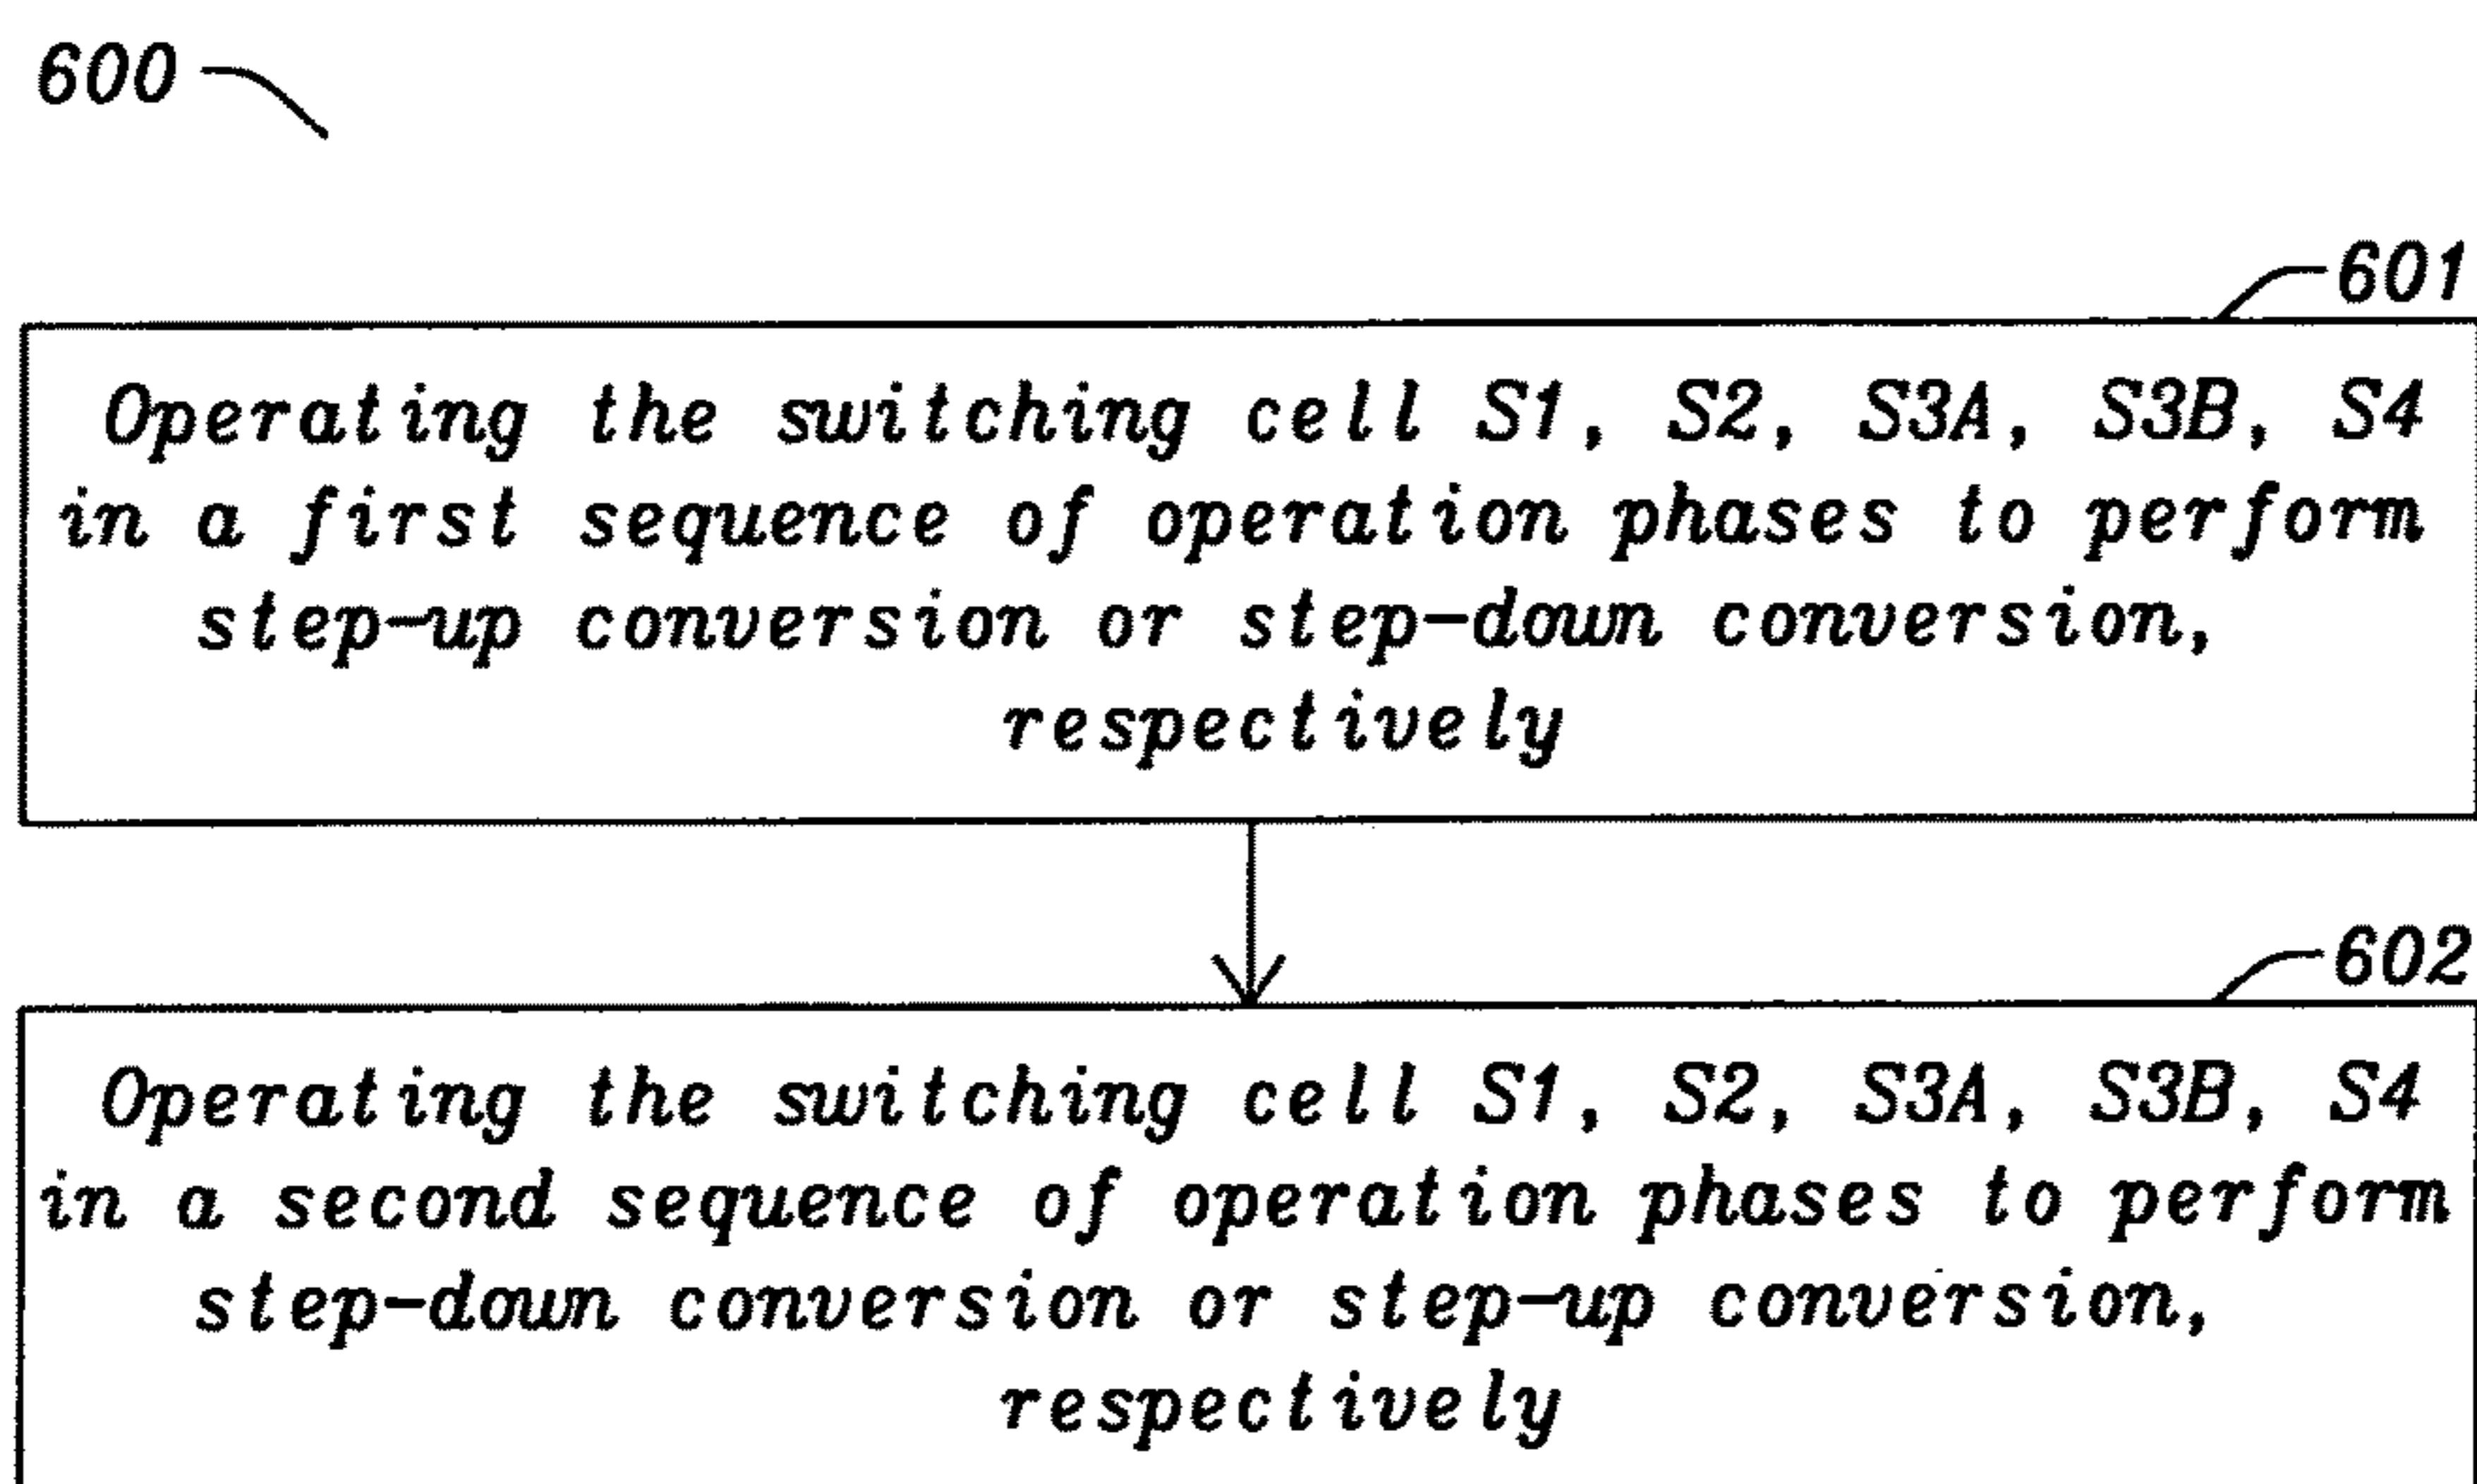 600
601
Operating the switching cell S1, S2, S3A, S3B, S4
in a first sequence of operation phases to perform
step-up conversion or step-down conversion,
respectively
602
Operating the switching cell S1, S2, S3A, S3B, S4
in a second sequence of operation phases to perform
step-down conversion or step-up conversion,
respectively